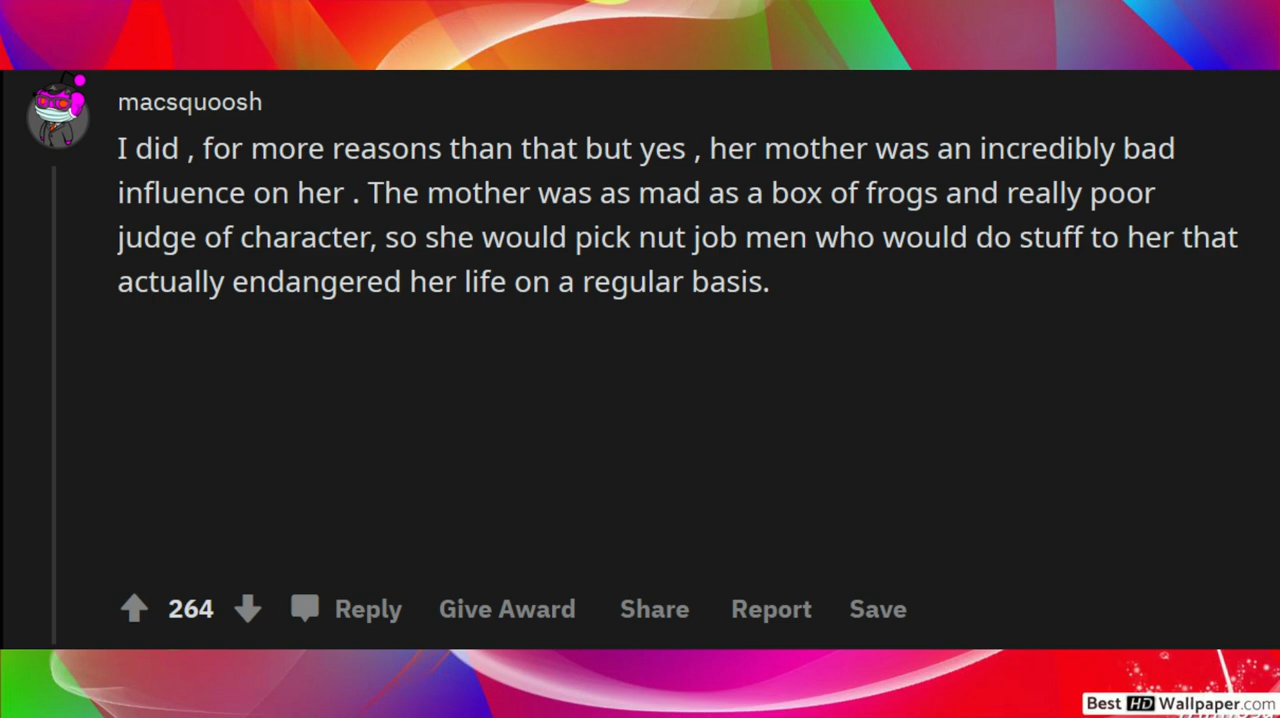 macsquoosh
I did , for more reasons than that but yes , her mother was an incredibly bad
influence on her . The mother was as mad as a box of frogs and really poor
judge of character, so she would pick nut job men who would do stuff to her that
actually endangered her life on a regular basis.
264 Reply Give Award Share Report Save
Best HD Wallpaper.com